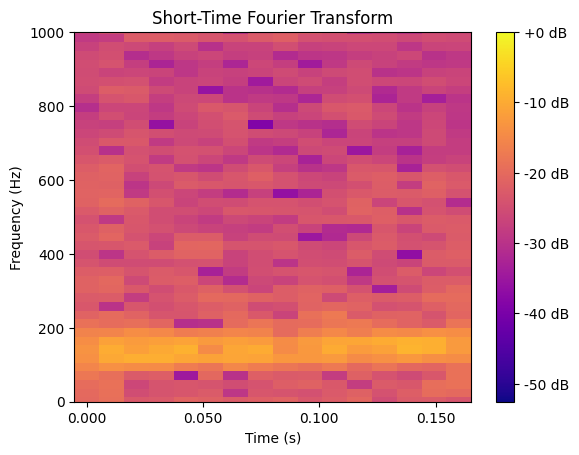 Short-Time Fourier Transform
1000
800
600
400
200
0
Frequency (Hz)
0.000
0.050
0.100
0.150
Time (s)
+0 dB
-10 dB
-20 dB
-30 dB
-40 dB
-50 dB